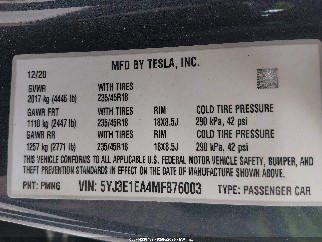 MFD BY TESLA, INC.
12/20
GVWR WITH TIRES
2017 kg (4446 lb) 235/45R18
GAWR FRT WITH TIRES RIM COLD TIRE PRESSURE
1110 kg (2447 lb) 235/45R18 18X8.5J 290 kPa, 42 psi
GAWR RR WITH TIRES RIM COLD TIRE PRESSURE
1257 kg (2771 lb) 235/45R18 18X8.5J 290 kPa, 42 psi
THIS VEHICLE CONFORMS TO ALL APPLICABLE U.S. FEDERAL MOTOR VEHICLE SAFETY, BUMPER, AND
THEFT PREVENTION STANDARDS IN EFFECT ON THE DATE OF MANUFACTURE SHOWN ABOVE.
PNT: PMNG VIN: 5YJ3E1EA4MF876003 TYPE: PASSENGER CAR